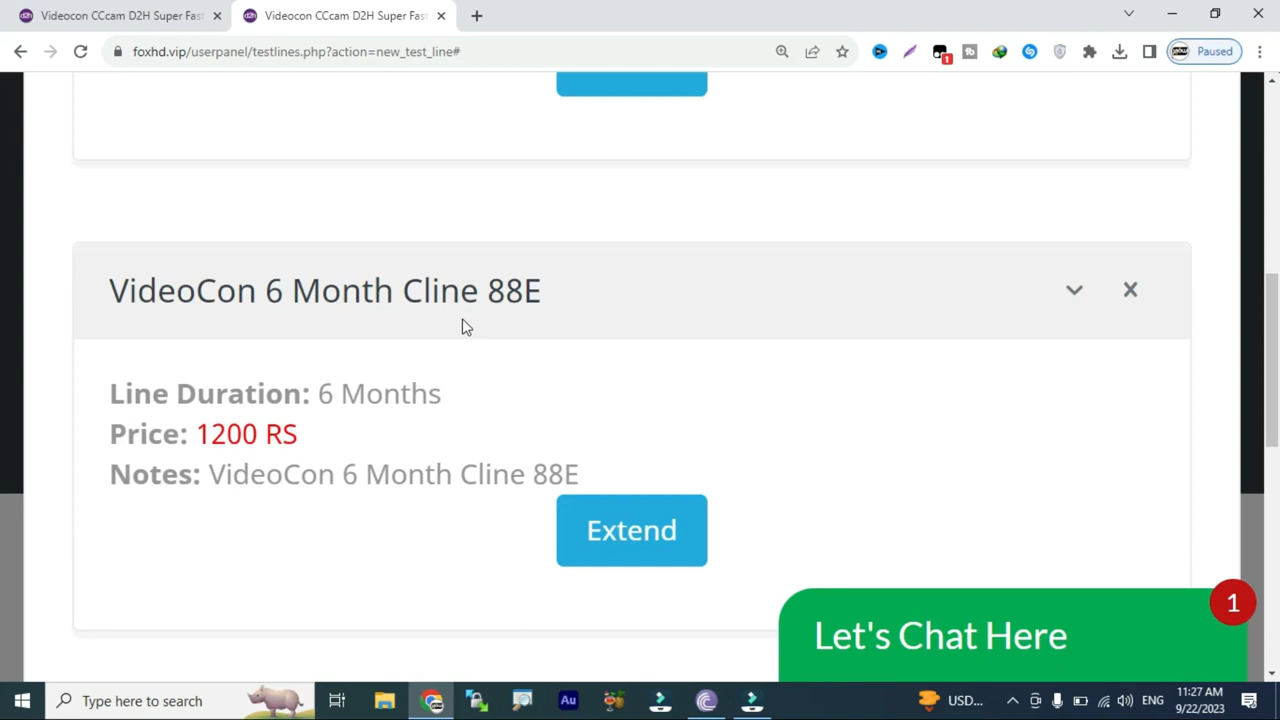 Videocon CCcam D2H Super Fast
Videocon CCcam D2H Super Fast
foxhd.vip/userpanel/testlines.php?action=new_test_line#
1
Paused
VideoCon 6 Month Cline 88E
Line Duration: 6 Months
Price: 1200 RS
Notes: VideoCon 6 Month Cline 88E
Extend
1
Let's Chat Here
Type here to search
Au
USD...
ENG
11:27 AM
9/22/2023